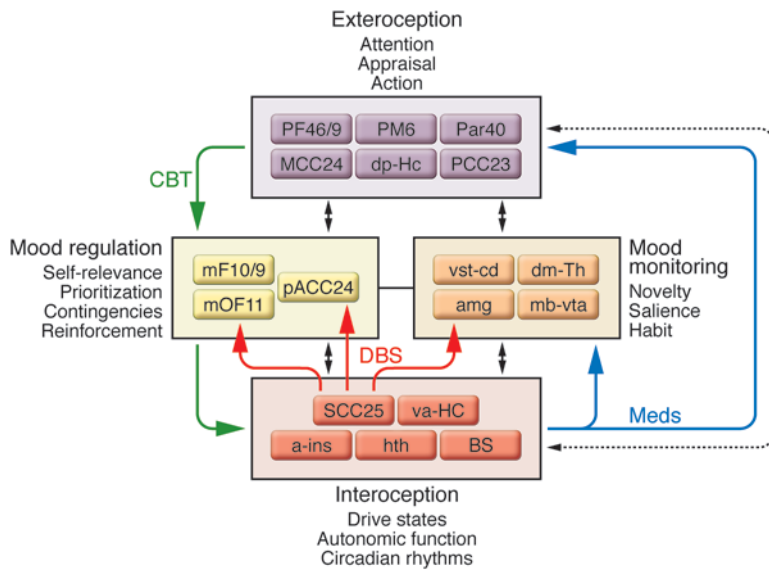 Exteroception
Attention
Appraisal
Action
PF46/9 PM6 Par40
MCC24 dp-Hc PCC23
CBT
Mood regulation
Self-relevance
Prioritization
Contingencies
Reinforcement
mF10/9
pACC24
mOF11
vst-cd dm-Th
amg mb-vta
Mood
monitoring
Novelty
Salience
Habit
DBS
Meds
SCC25 va-HC
a-ins hth BS
Interoception
Drive states
Autonomic function
Circadian rhythms